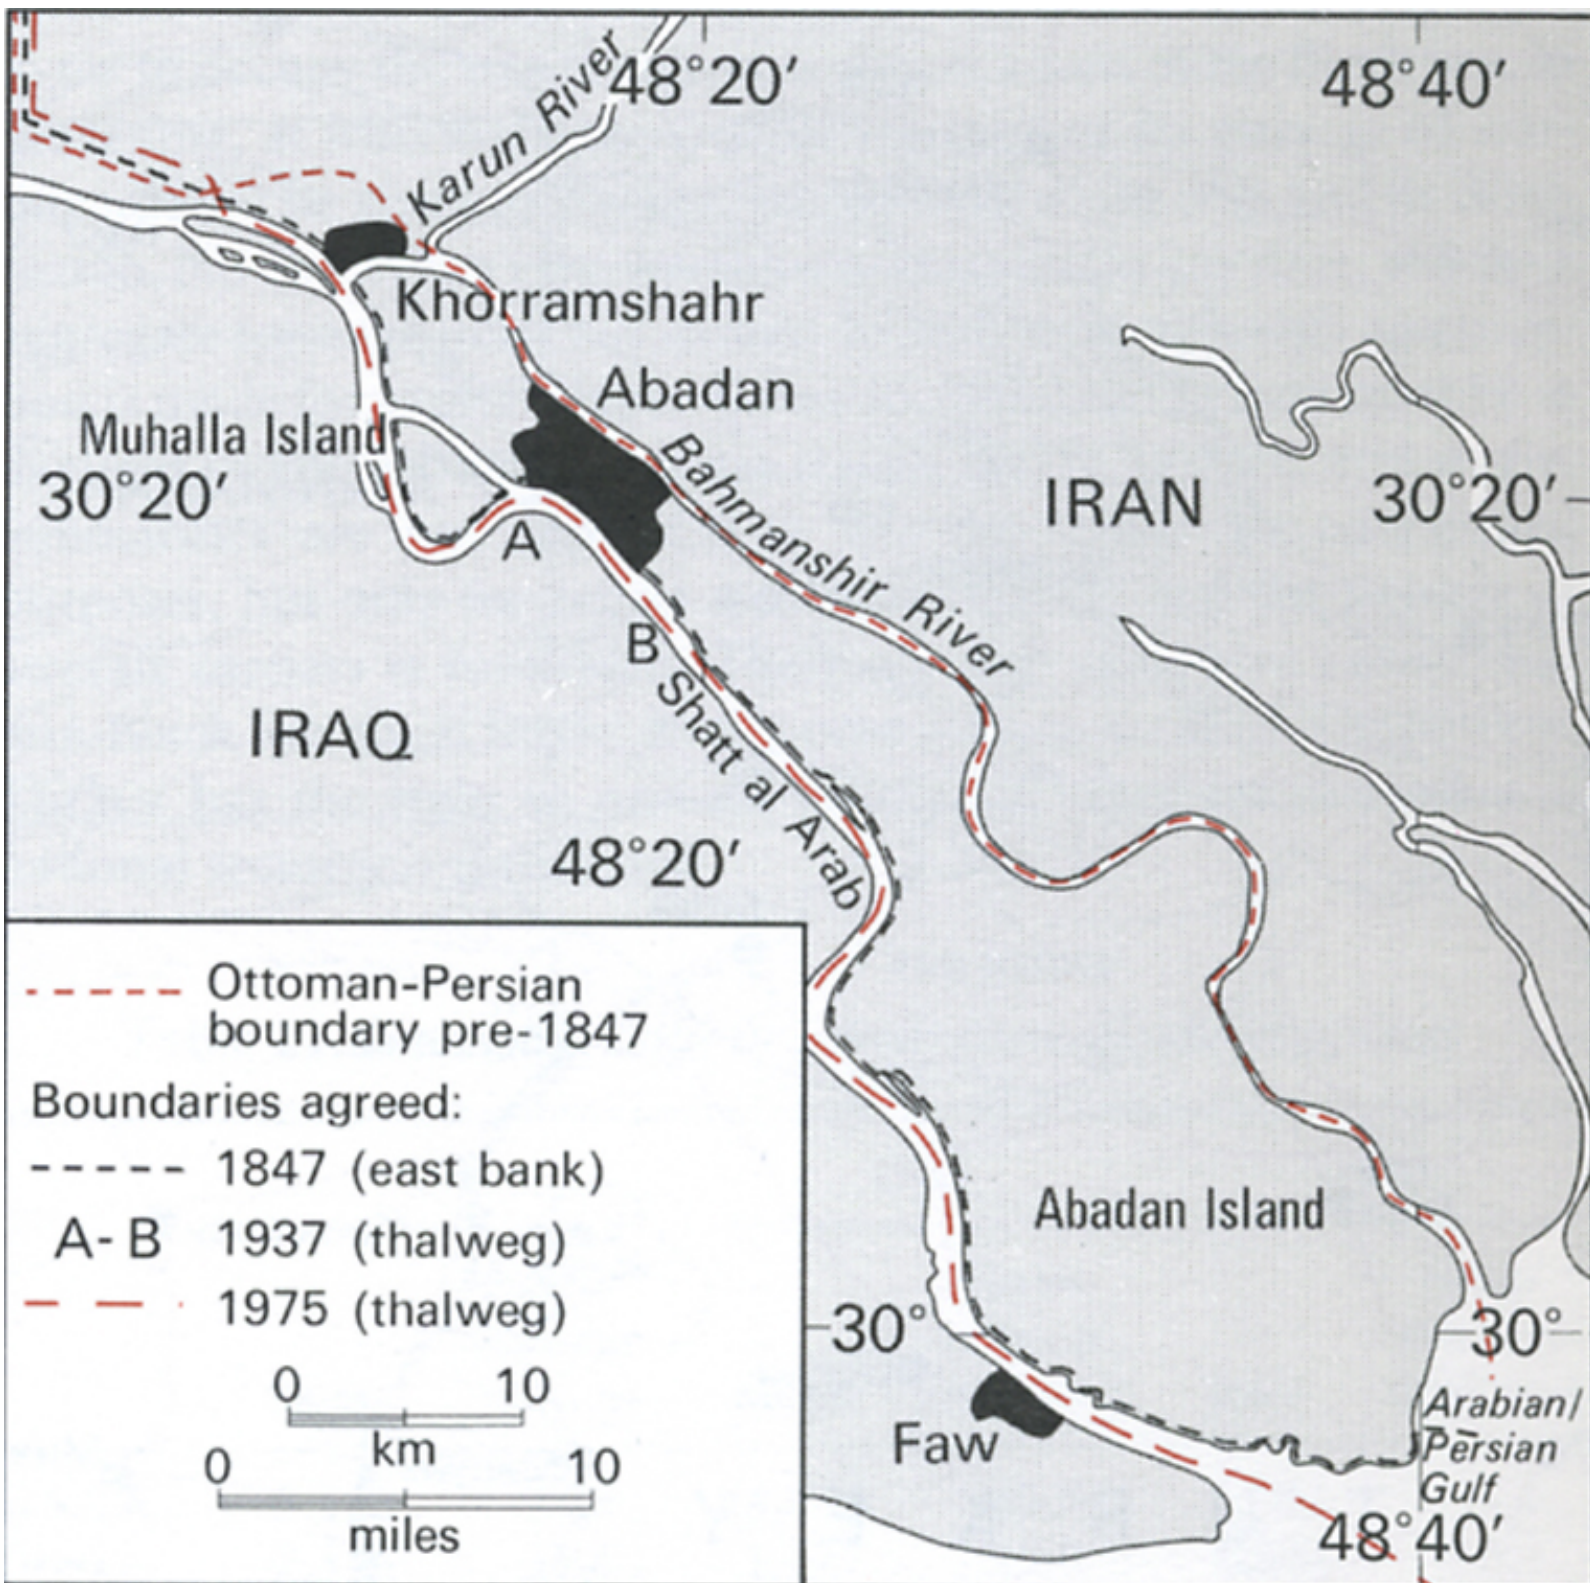 48°20'
48°40'
Karun River
Khorramshahr
Abadan
Muhalla Island
30°20'
Bahmanshir River
IRAN
30°20'
A
B
Shatt al Arab
IRAQ
48°20'
Ottoman-Persian
boundary pre-1847
Boundaries agreed:
1847 (east bank)
A-B 1937 (thalweg)
1975 (thalweg)
0 10
km
0 10
miles
Abadan Island
30°
30°
Faw
Arabian/
Persian
Gulf
48°40'